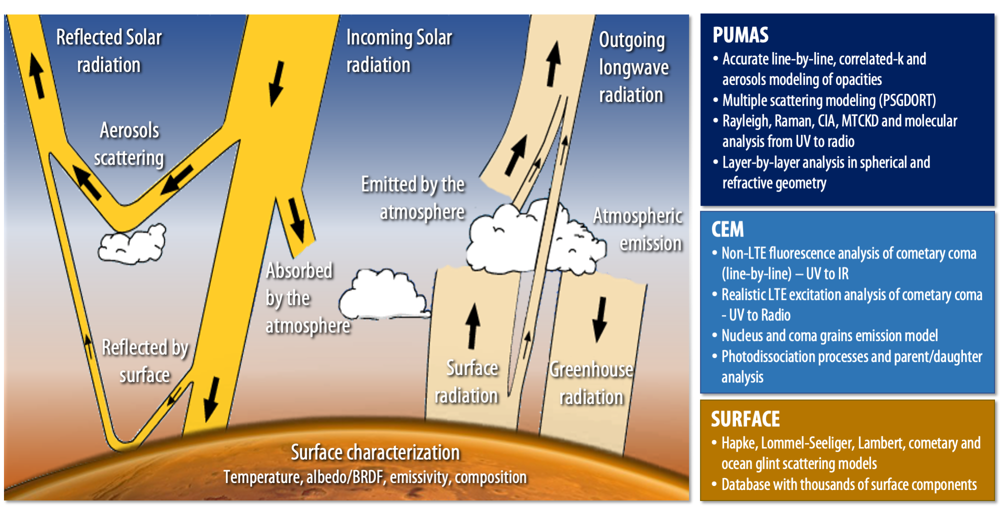 Reflected Solar
radiation
Incoming Solar
radiation
Outgoing
longwave
radiation
Aerosols
scattering
Emitted by the
atmosphere
Atmospheric
emission
Absorbed
by the
atmosphere
Reflected by
surface
Surface
radiation
Greenhouse
radiation
Surface characterization
Temperature, albedo/BRDF, emissivity, composition
PUMAS
• Accurate line-by-line, correlated-k and
aerosols modeling of opacities
• Multiple scattering modeling (PSGDORT)
• Rayleigh, Raman, CIA, MTCKD and molecular
analysis from UV to radio
• Layer-by-layer analysis in spherical and
refractive geometry
CEM
• Non-LTE fluorescence analysis of cometary coma
(line-by-line) – UV to IR
• Realistic LTE excitation analysis of cometary coma
- UV to Radio
• Nucleus and coma grains emission model
• Photodissociation processes and parent/daughter
analysis
SURFACE
• Hapke, Lommel-Seeliger, Lambert, cometary and
ocean glint scattering models
• Database with thousands of surface components